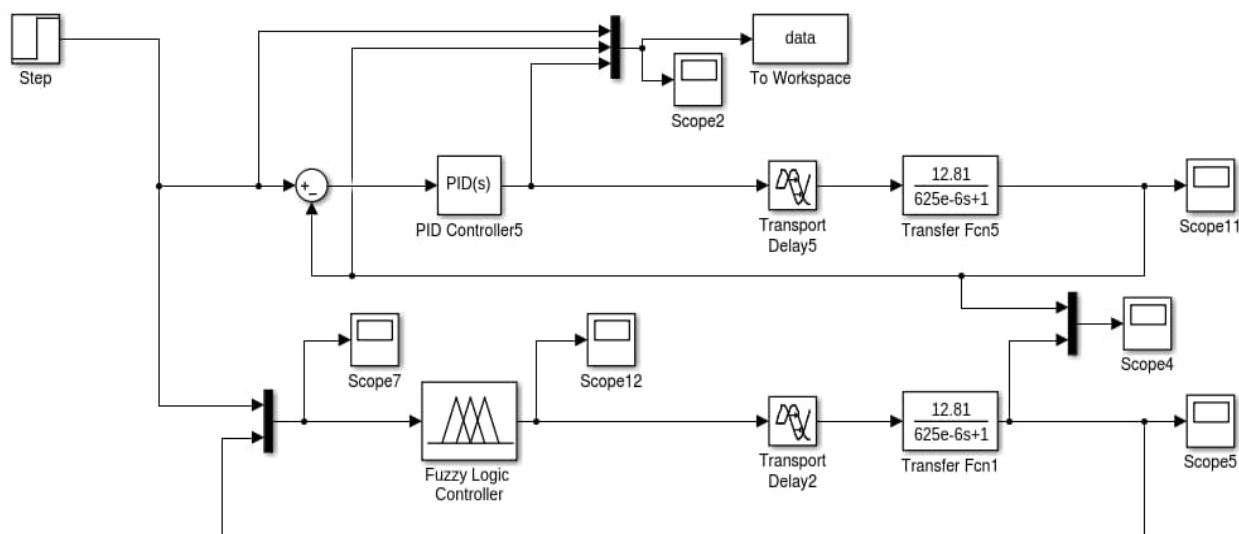 Step
data
To Workspace
Scope2
+
−
PID(s)
PID Controller5
Transport
Delay5
12.81
625e-6s+1
Transfer Fcn5
Scope11
Scope7
Scope12
Scope4
Fuzzy Logic
Controller
Transport
Delay2
12.81
625e-6s+1
Transfer Fcn1
Scope5